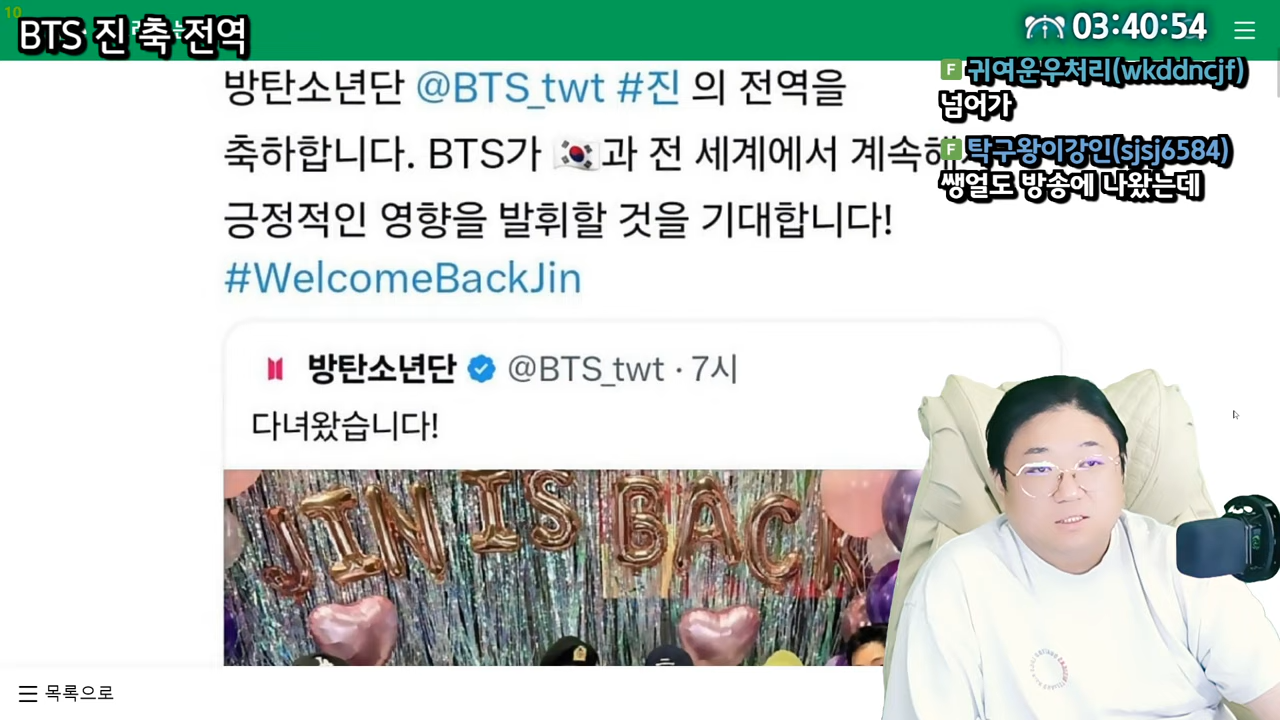 10
BTS 진 축 전역
03:40:54
귀여운우처리(wkddncjf)
넘어가
탁구왕이강인(sjsj6584)
쌩얼도 방송에 나왔는데
방탄소년단 @BTS_twt #진 의 전역을
축하합니다. BTS가 🇰🇷과 전 세계에서 계속해
긍정적인 영향을 발휘할 것을 기대합니다!
#WelcomeBackJin
방탄소년단 @BTS_twt · 7시
다녀왔습니다!
JIN IS BACK
목록으로